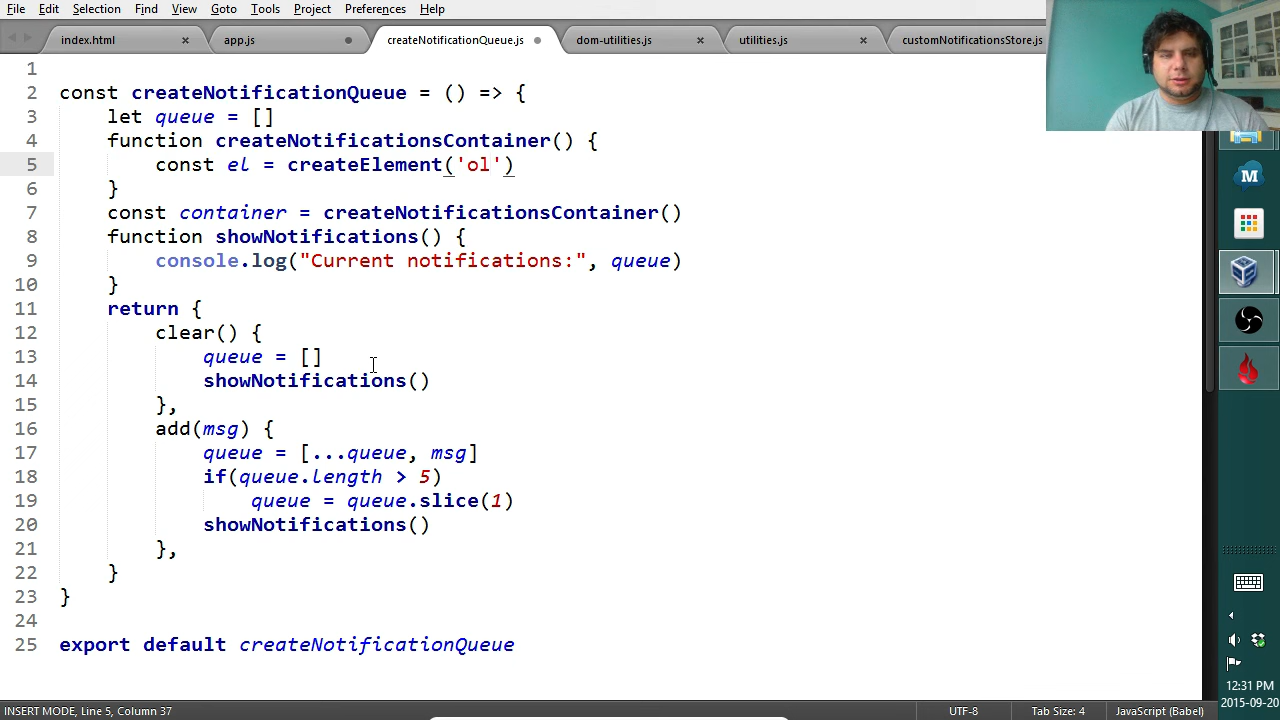 File Edit Selection Find View Goto Tools Project Preferences Help
index.html × app.js createNotificationQueue.js dom-utilities.js × utilities.js × customNotificationsStore.js
1
2 const createNotificationQueue = () => {
3 let queue = []
4 function createNotificationsContainer() {
5 const el = createElement('ol')
6 }
7 const container = createNotificationsContainer()
8 function showNotifications() {
9 console.log("Current notifications:", queue)
10 }
11 return {
12 clear() {
13 queue = []
14 showNotifications()
15 },
16 add(msg) {
17 queue = [...queue, msg]
18 if(queue.length > 5)
19 queue = queue.slice(1)
20 showNotifications()
21 },
22 }
23 }
24
25 export default createNotificationQueue
M
12:31 PM
2015-09-20
INSERT MODE, Line 5, Column 37 UTF-8 Tab Size: 4 JavaScript (Babel)